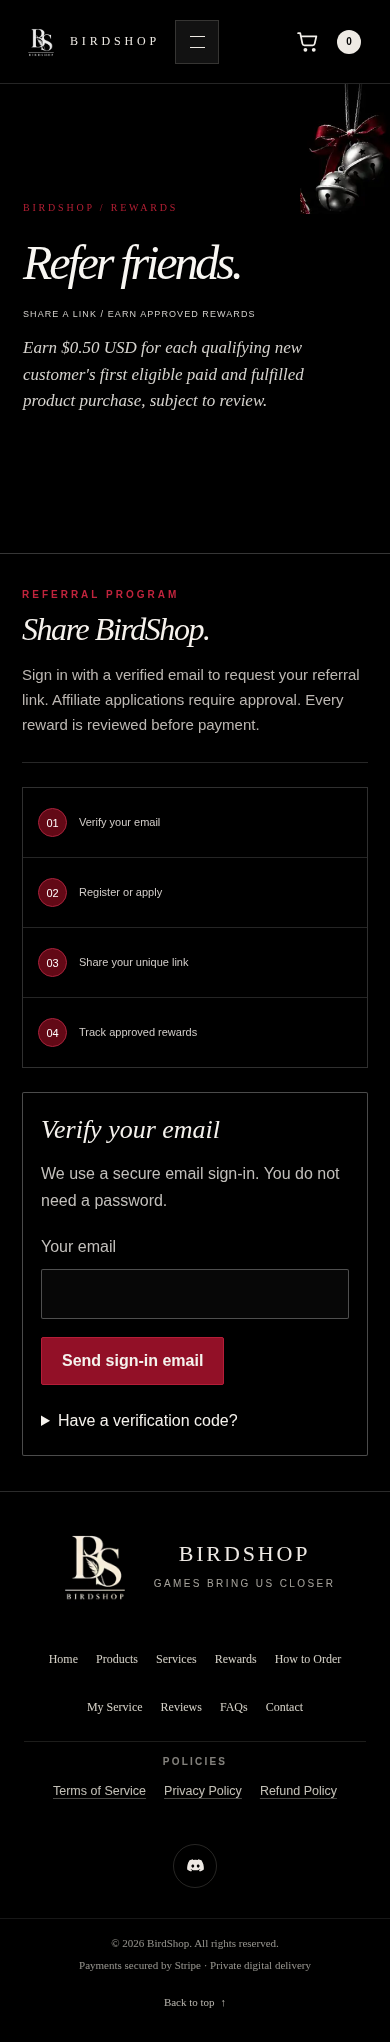 BS
BIRDSHOP
BIRDSHOP
0
BIRDSHOP / REWARDS
Refer friends.
SHARE A LINK / EARN APPROVED REWARDS
Earn $0.50 USD for each qualifying new
customer's first eligible paid and fulfilled
product purchase, subject to review.
REFERRAL PROGRAM
Share BirdShop.
Sign in with a verified email to request your referral
link. Affiliate applications require approval. Every
reward is reviewed before payment.
01 Verify your email
02 Register or apply
03 Share your unique link
04 Track approved rewards
Verify your email
We use a secure email sign-in. You do not
need a password.
Your email
Send sign-in email
Have a verification code?
BS
BIRDSHOP
BIRDSHOP
GAMES BRING US CLOSER
Home Products Services Rewards How to Order
My Service Reviews FAQs Contact
POLICIES
Terms of Service Privacy Policy Refund Policy
© 2026 BirdShop. All rights reserved.
Payments secured by Stripe · Private digital delivery
Back to top ↑